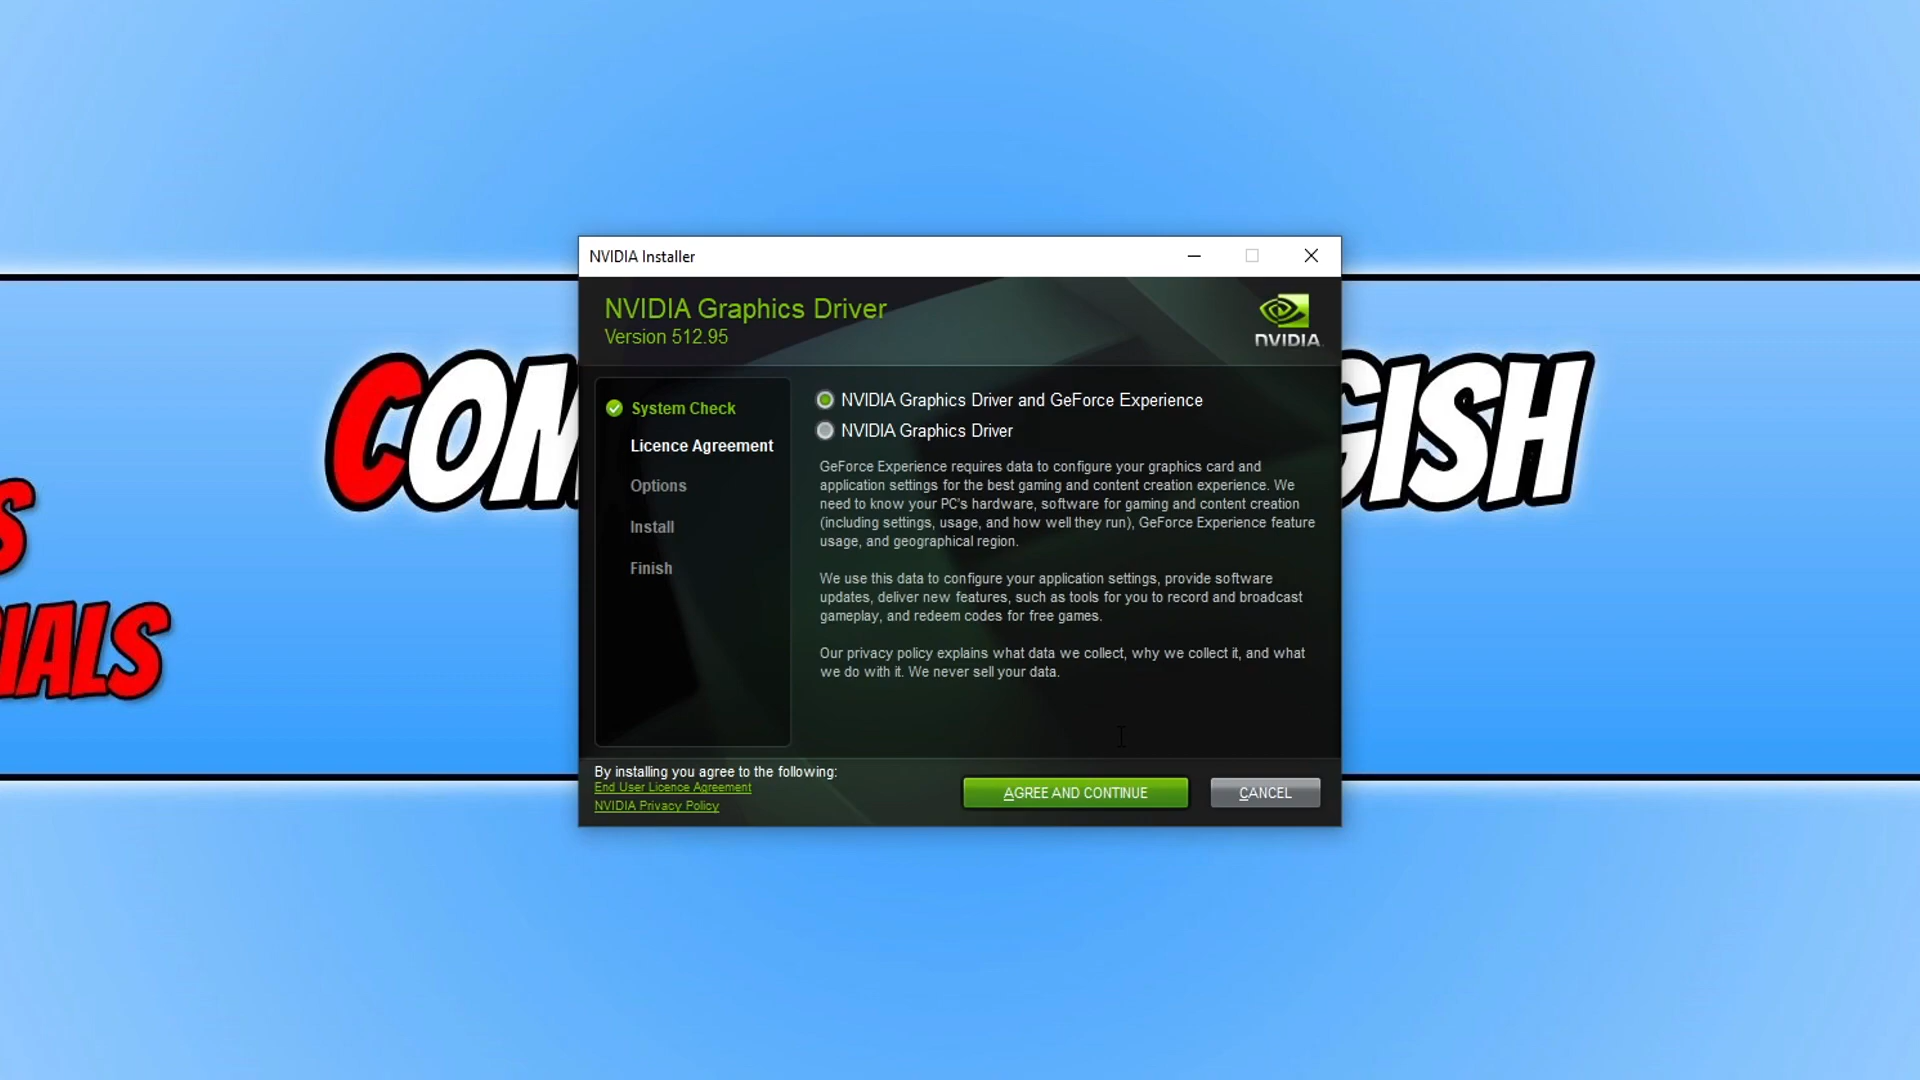 NVIDIA Installer
NVIDIA Graphics Driver
Version 512.95
NVIDIA
System Check
Licence Agreement
Options
Install
Finish
NVIDIA Graphics Driver and GeForce Experience
NVIDIA Graphics Driver
GeForce Experience requires data to configure your graphics card and
application settings for the best gaming and content creation experience. We
need to know your PC's hardware, software for gaming and content creation
(including settings, usage, and how well they run), GeForce Experience feature
usage, and geographical region.
We use this data to configure your application settings, provide software
updates, deliver new features, such as tools for you to record and broadcast
gameplay, and redeem codes for free games.
Our privacy policy explains what data we collect, why we collect it, and what
we do with it. We never sell your data.
By installing you agree to the following:
End User Licence Agreement
NVIDIA Privacy Policy
AGREE AND CONTINUE
CANCEL
COM GISH
S
IALS